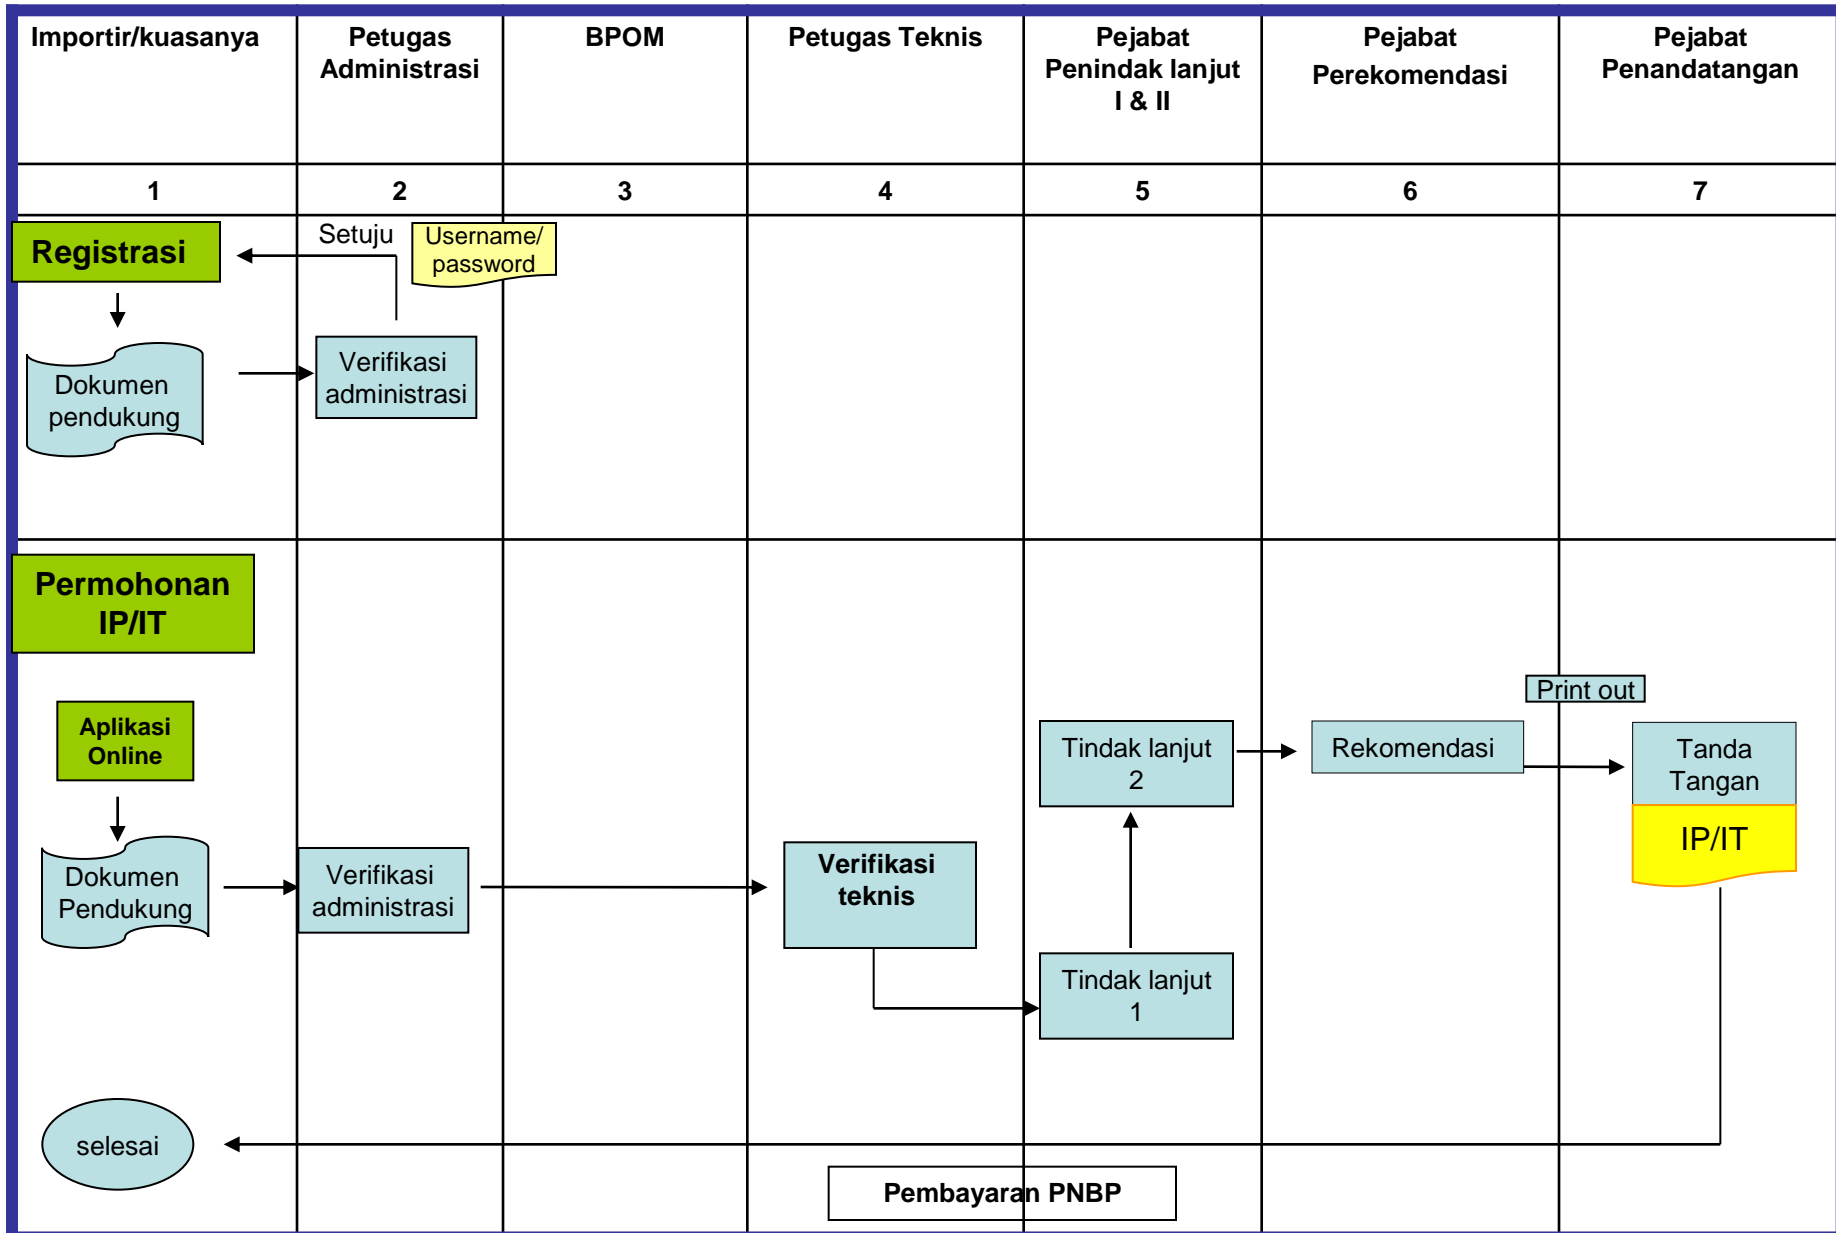 Importir/kuasanya
Petugas
Administrasi
BPOM
Petugas Teknis
Pejabat
Penindak lanjut
I & II
Pejabat
Perekomendasi
Pejabat
Penandatangan
1
2
3
4
5
6
7
Registrasi
Setuju
Username/
password
Dokumen
pendukung
Verifikasi
administrasi
Permohonan
IP/IT
Aplikasi
Online
Dokumen
Pendukung
Verifikasi
administrasi
Verifikasi
teknis
Tindak lanjut
1
Tindak lanjut
2
Rekomendasi
Print out
Tanda
Tangan
IP/IT
selesai
Pembayaran PNBP